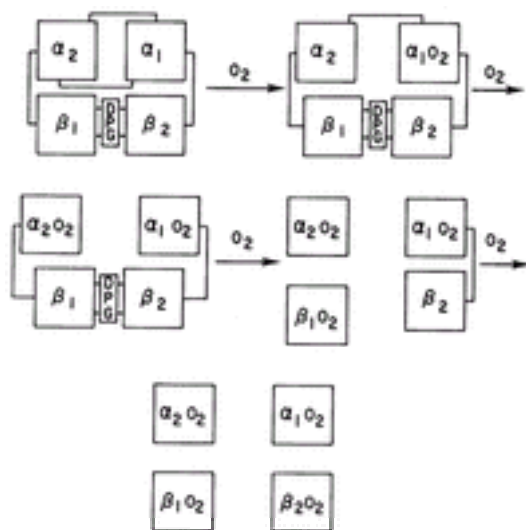 α₂ α₁ O₂ α₂ α₁O₂ O₂
β₁ DPG β₂ β₁ DPG β₂
α₂O₂ α₁O₂ O₂ α₂O₂ α₁O₂ O₂
β₁ DPG β₂ β₁O₂ β₂
α₂O₂ α₁O₂
β₁O₂ β₂O₂